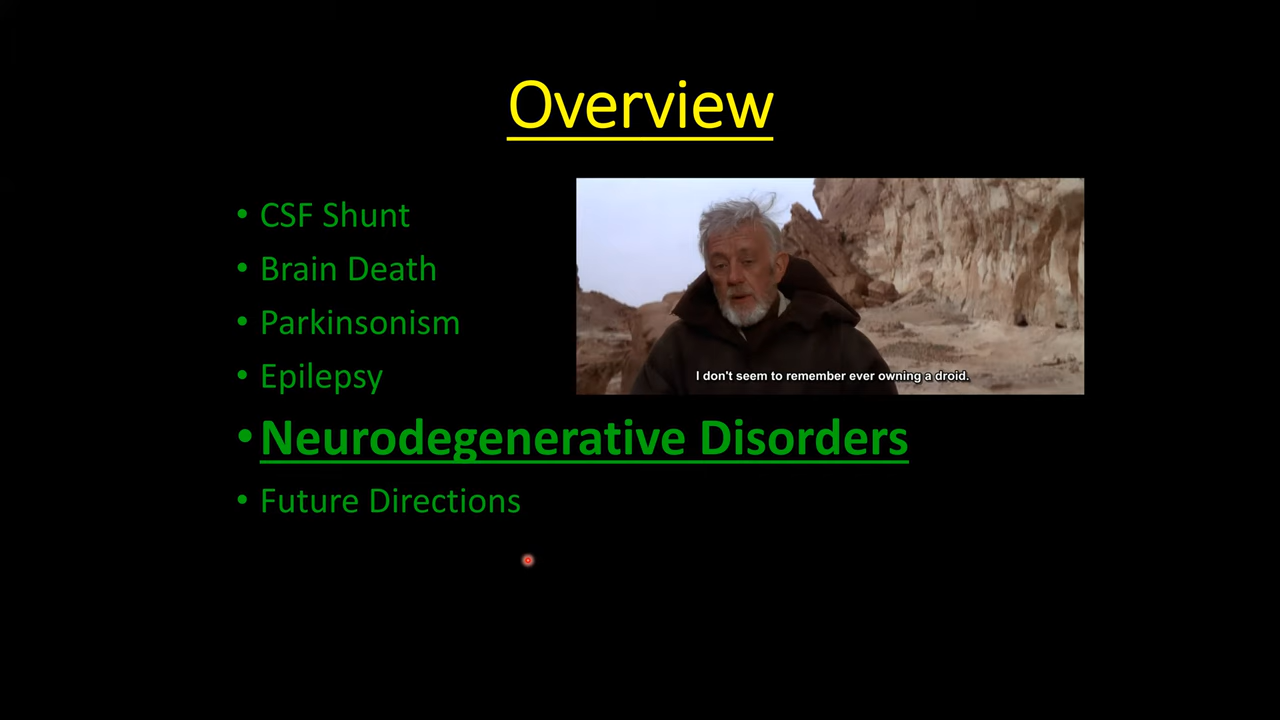 Overview
• CSF Shunt
• Brain Death
• Parkinsonism
• Epilepsy
I don't seem to remember ever owning a droid.
• Neurodegenerative Disorders
• Future Directions